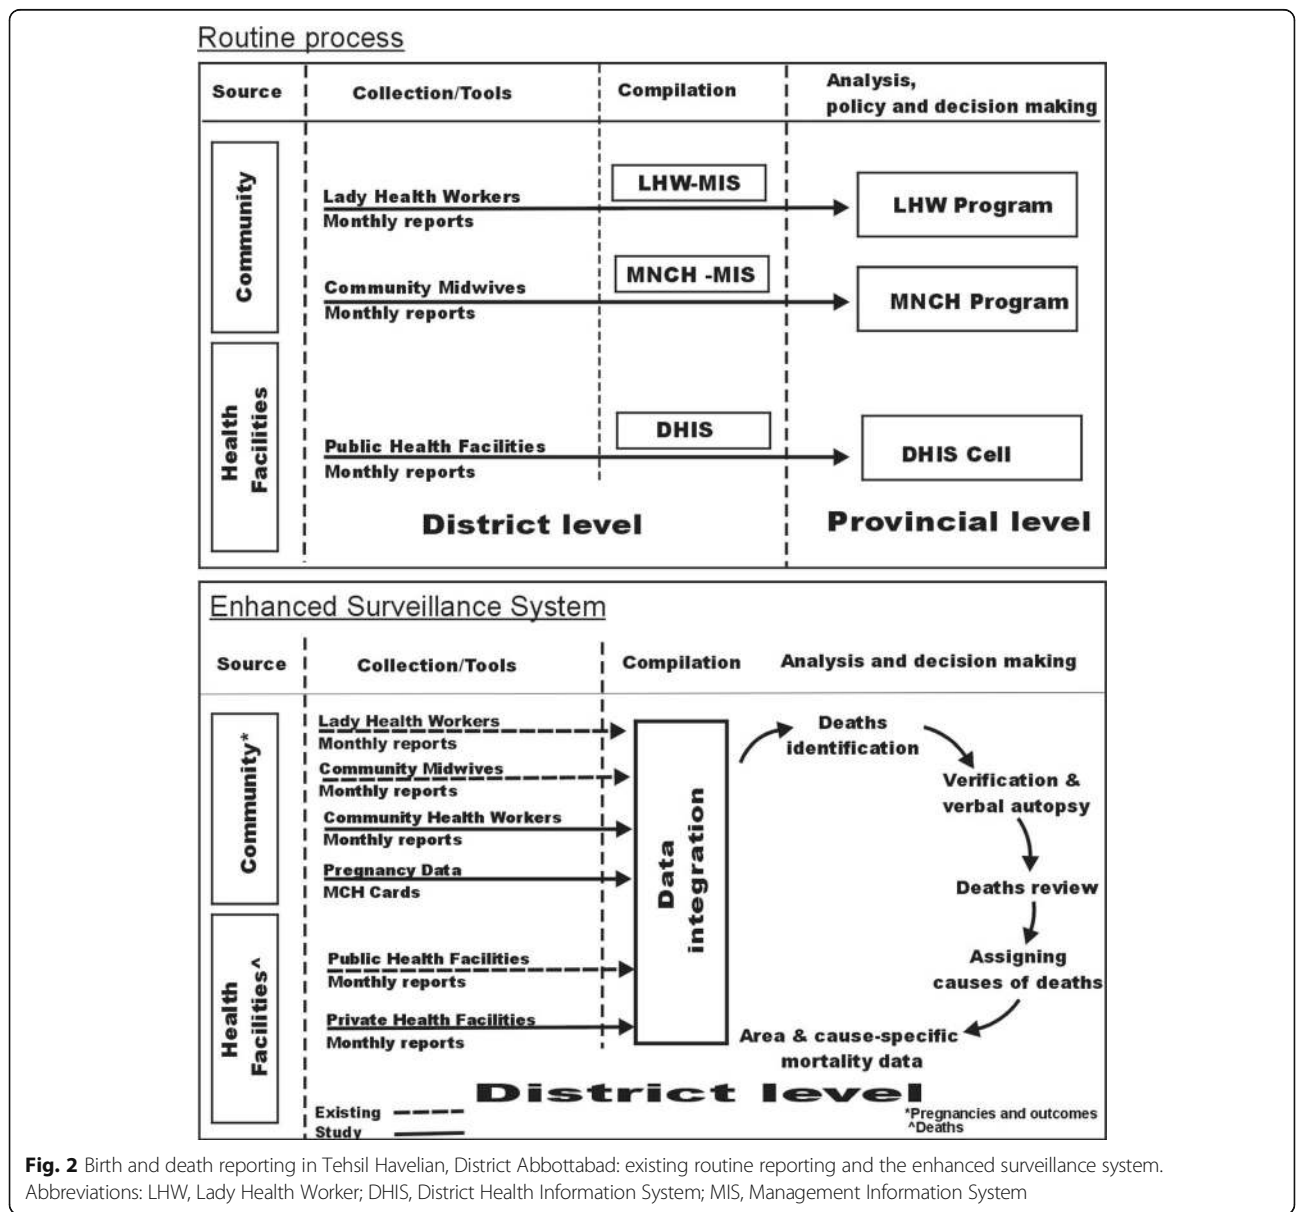 Routine process
Source
Collection/Tools
Compilation
Analysis,
policy and decision making
Community
Lady Health Workers
Monthly reports
LHW-MIS
LHW Program
Community Midwives
Monthly reports
MNCH -MIS
MNCH Program
Health
Facilities
Public Health Facilities
Monthly reports
DHIS
DHIS Cell
District level
Provincial level
Enhanced Surveillance System
Source
Collection/Tools
Compilation
Analysis and decision making
Community*
Lady Health Workers
Monthly reports
Community Midwives
Monthly reports
Community Health Workers
Monthly reports
Pregnancy Data
MCH Cards
Health
Facilities^
Public Health Facilities
Monthly reports
Private Health Facilities
Monthly reports
Data
integration
Deaths
identification
Verification &
verbal autopsy
Deaths review
Assigning
causes of deaths
Area & cause-specific
mortality data
District level
Existing
Study
*Pregnancies and outcomes
^Deaths
Fig. 2 Birth and death reporting in Tehsil Havelian, District Abbottabad: existing routine reporting and the enhanced surveillance system.
Abbreviations: LHW, Lady Health Worker; DHIS, District Health Information System; MIS, Management Information System